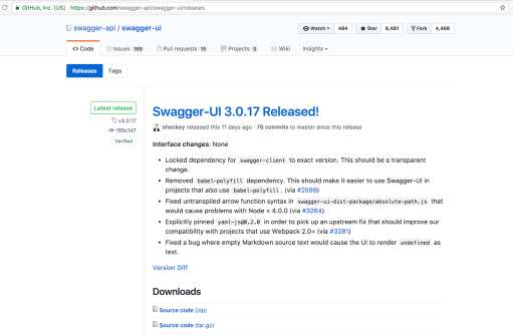 GitHub, Inc. [US] https://github.com/swagger-api/swagger-ui/releases
swagger-api / swagger-ui
Watch 494 Star 8,491 Fork 4,466
Code Issues Pull requests Projects 0 Wiki Insights
Releases Tags
Latest release
v3.0.17
Verified
Swagger-UI 3.0.17 Released!
shockey released this 11 days ago · 76 commits to master since this release
Interface changes: None
Locked dependency for swagger-client to exact version. This should be a transparent
change.
Removed babel-polyfill dependency. This should make it easier to use Swagger-UI in
projects that also use babel-polyfill. (via
Fixed untranspiled arrow function syntax in swagger-ui-dist-package/absolute-path.js that
would cause problems with Node < 4.0.0 (via #3264)
Explicitly pinned yaml-js@0.2.0 in order to pick up an upstream fix that should improve our
compatibility with projects that use Webpack 2.0+ (via #3281)
Fixed a bug where empty Markdown source text would cause the UI to render undefined as
text.
Version Diff
Downloads
Source code (zip)
Source code (tar.gz)